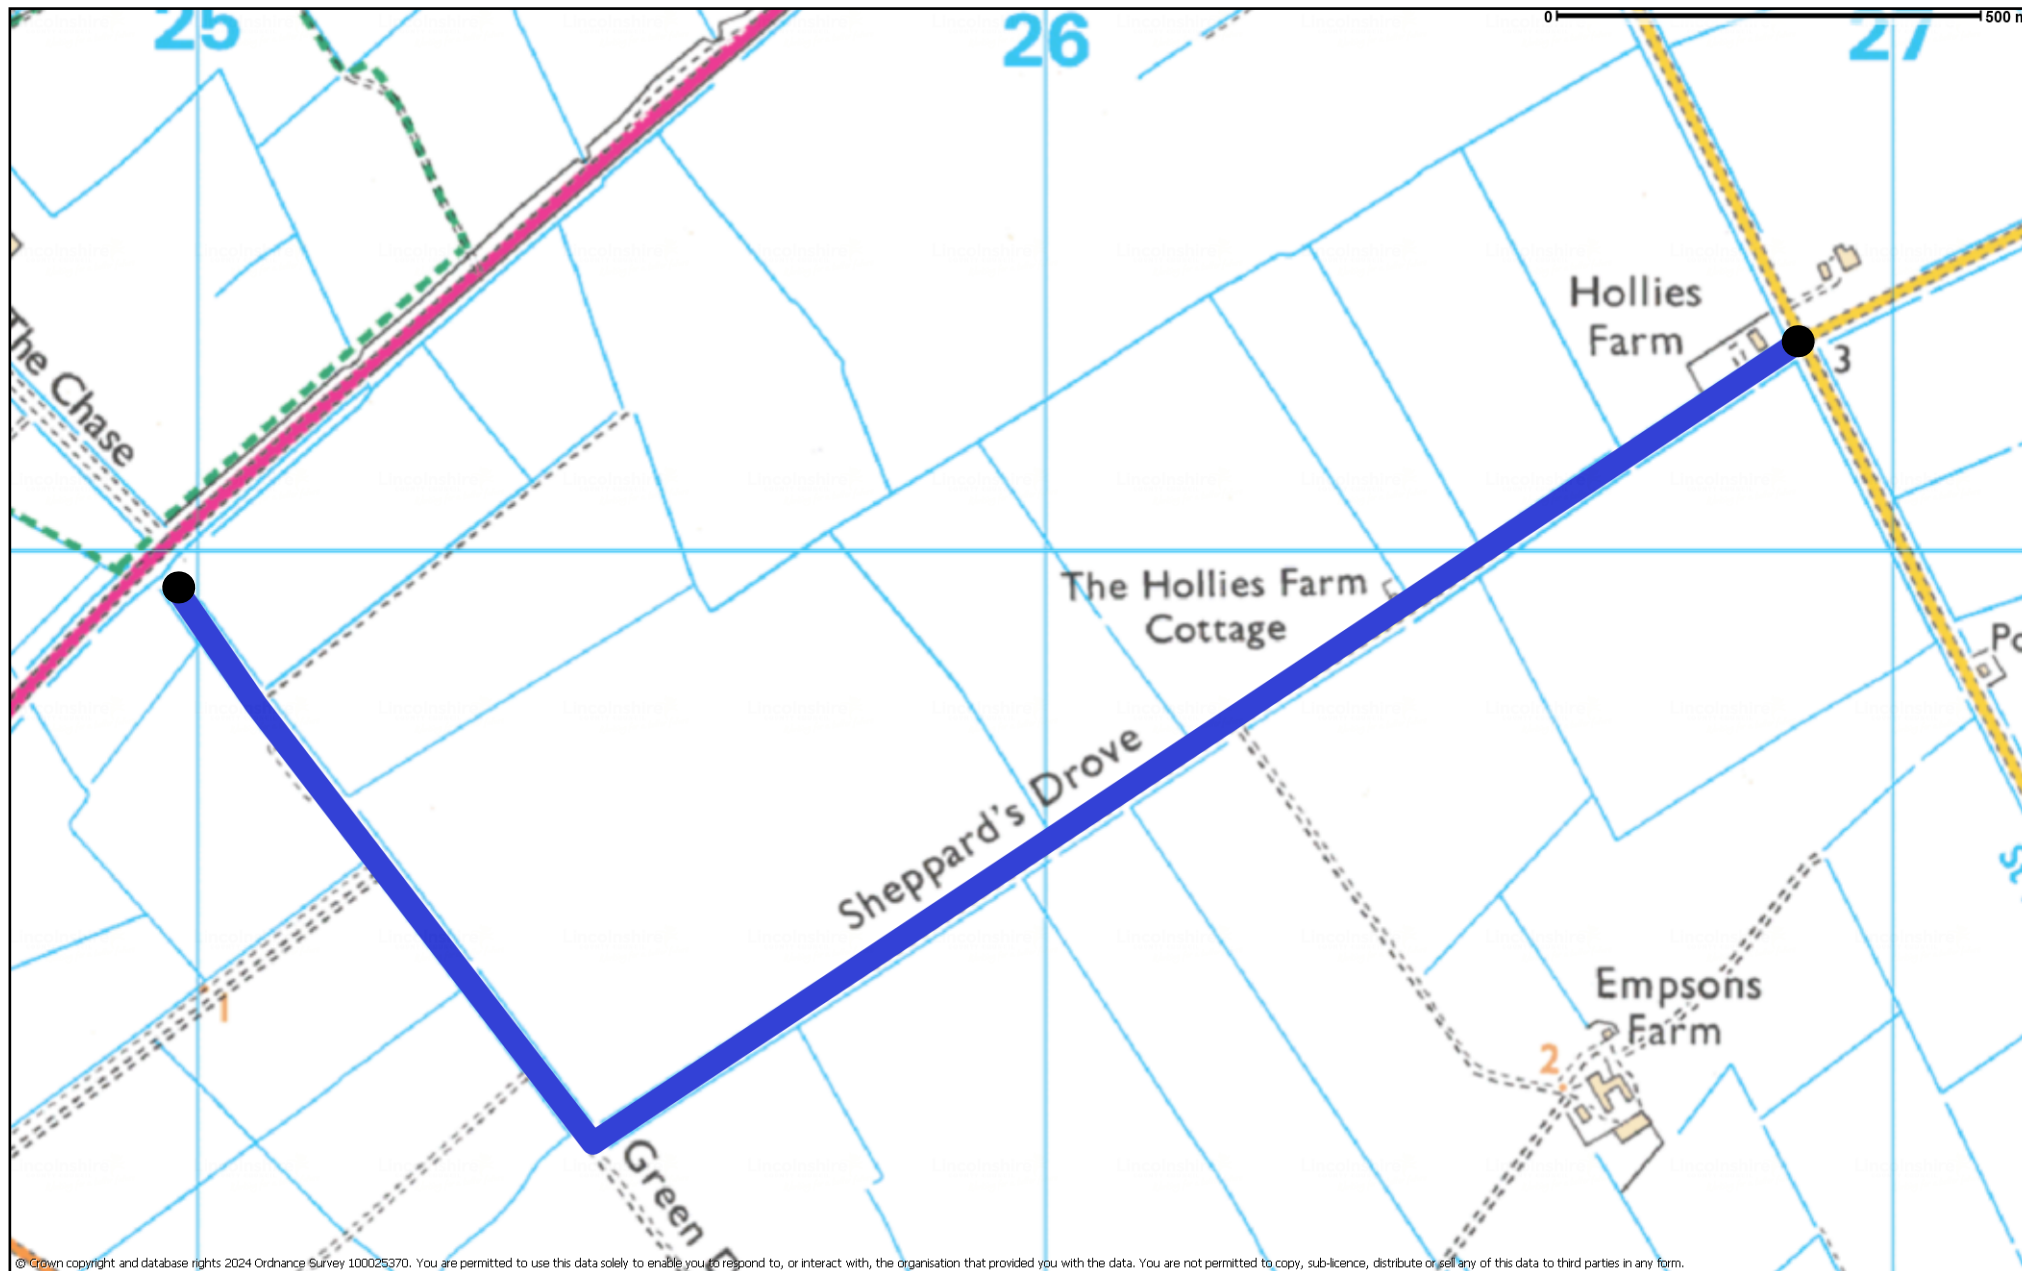 25
26
27
0
500 m
The Chase
Hollies
Farm
3
The Hollies Farm
Cottage
Sheppard's Drove
Empsons
Farm
1
2
Green
© Crown copyright and database rights 2024 Ordnance Survey 100025370. You are permitted to use this data solely to enable you to respond to, or interact with, the organisation that provided you with the data. You are not permitted to copy, sub-licence, distribute or sell any of this data to third parties in any form.